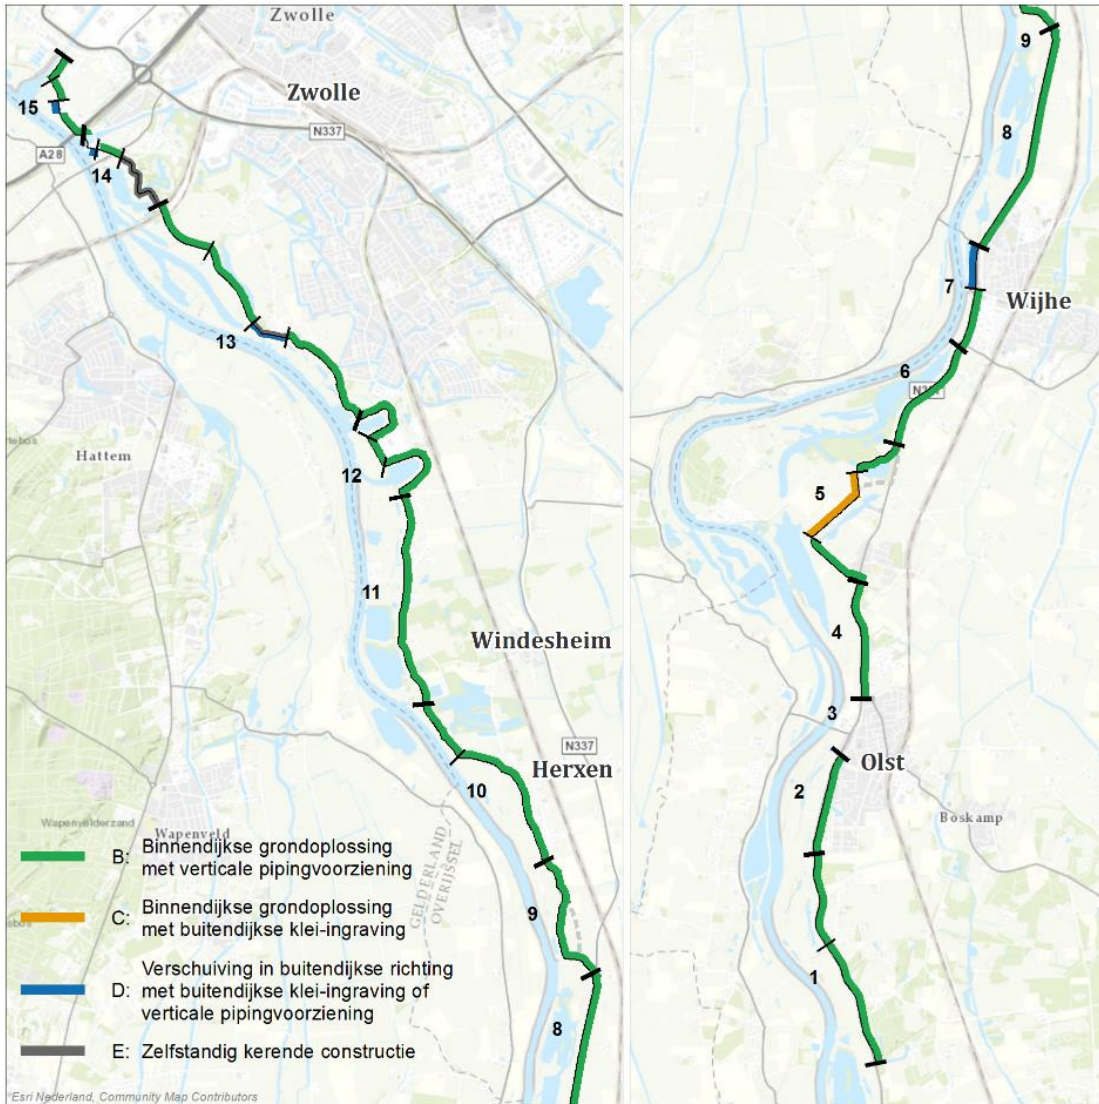 Zwolle
Zwolle
N337
15
A28
14
13
Hattem
12
11
Windesheim
N337
Herxen
10
Wapenvelderzand
Wapenveld
GELDERLAND
OVERIJSSEL
9
8
B: Binnendijkse grondoplossing
met verticale pipingvoorziening
C: Binnendijkse grondoplossing
met buitendijkse klei-ingraving
D: Verschuiving in buitendijkse richting
met buitendijkse klei-ingraving of
verticale pipingvoorziening
E: Zelfstandig kerende constructie
Esri Nederland, Community Map Contributors
9
8
7
Wijhe
6
5
4
3
Olst
2
Boskamp
1